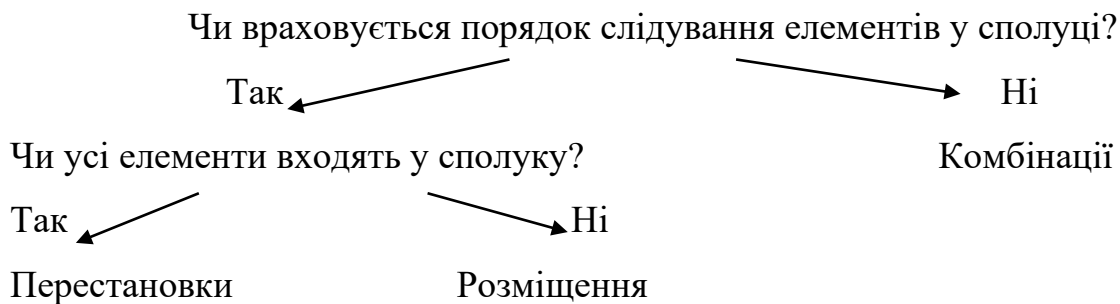 Чи враховується порядок слідування елементів у сполуці?
Так Ні
Чи усі елементи входять у сполуку? Комбінації
Так Ні
Перестановки Розміщення